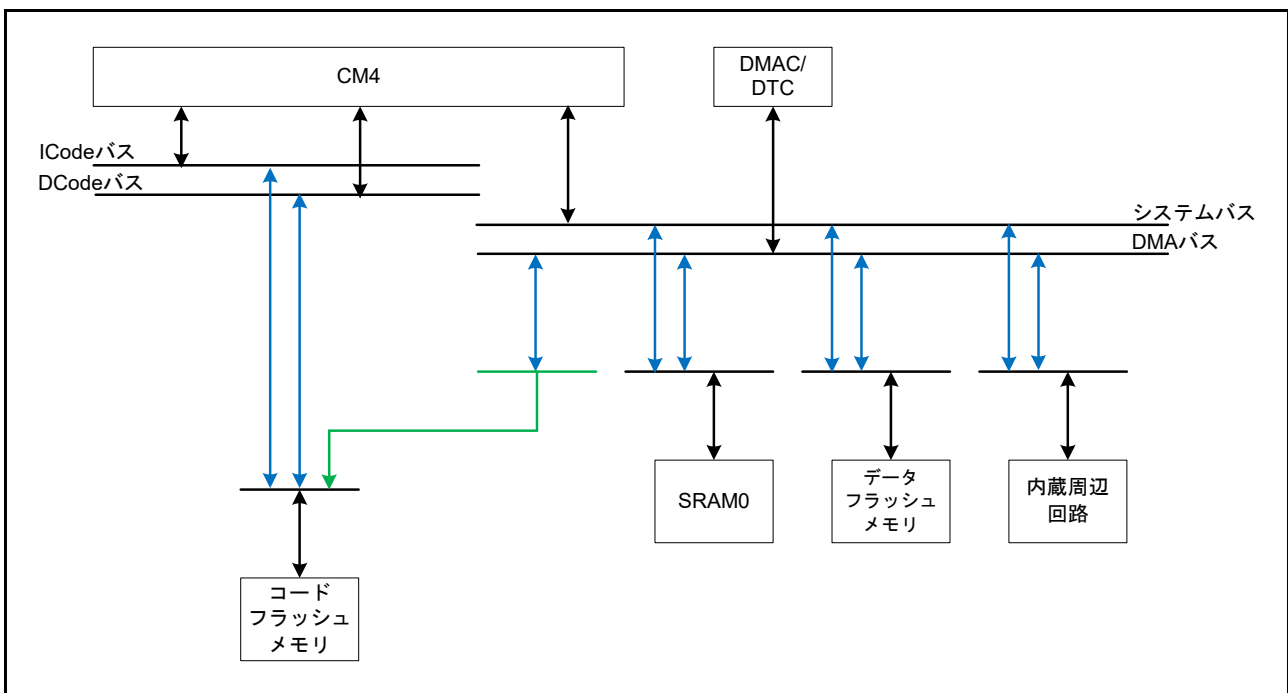 CM4
DMAC/
DTC
ICodeバス
DCodeバス
システムバス
DMAバス
SRAM0
データ
フラッシュ
メモリ
内蔵周辺
回路
コード
フラッシュ
メモリ